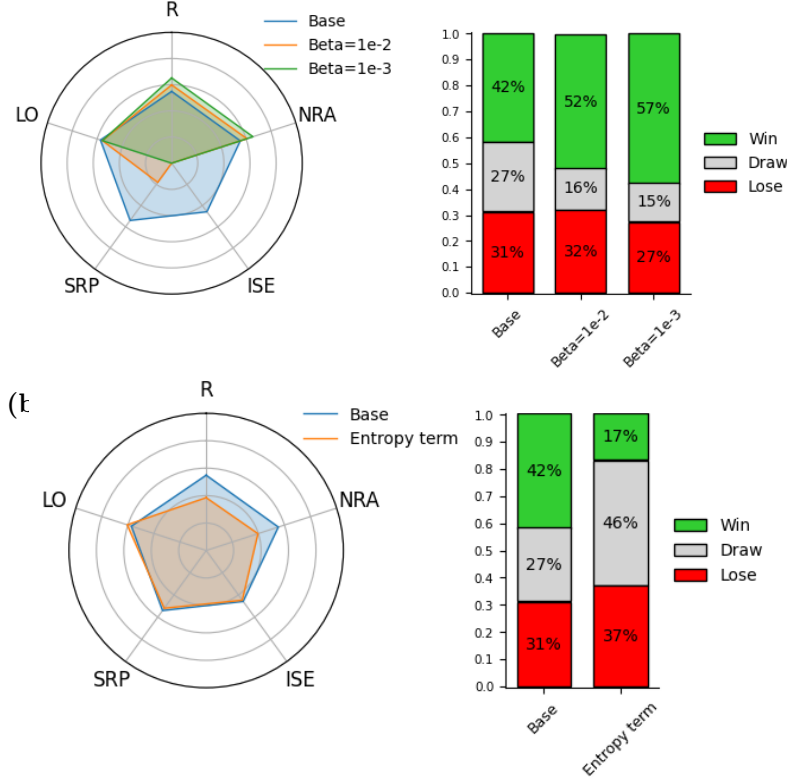 R
Base
Beta=1e-2
Beta=1e-3
LO
NRA
SRP
ISE
1.0
0.9
0.8
0.7
0.6
0.5
0.4
0.3
0.2
0.1
0.0
42%
52%
57%
27%
16%
15%
31%
32%
27%
Win
Draw
Lose
Base
Beta=1e-2
Beta=1e-3
(b
R
Base
Entropy term
LO
NRA
SRP
ISE
1.0
0.9
0.8
0.7
0.6
0.5
0.4
0.3
0.2
0.1
0.0
42%
17%
27%
46%
31%
37%
Win
Draw
Lose
Base
Entropy term